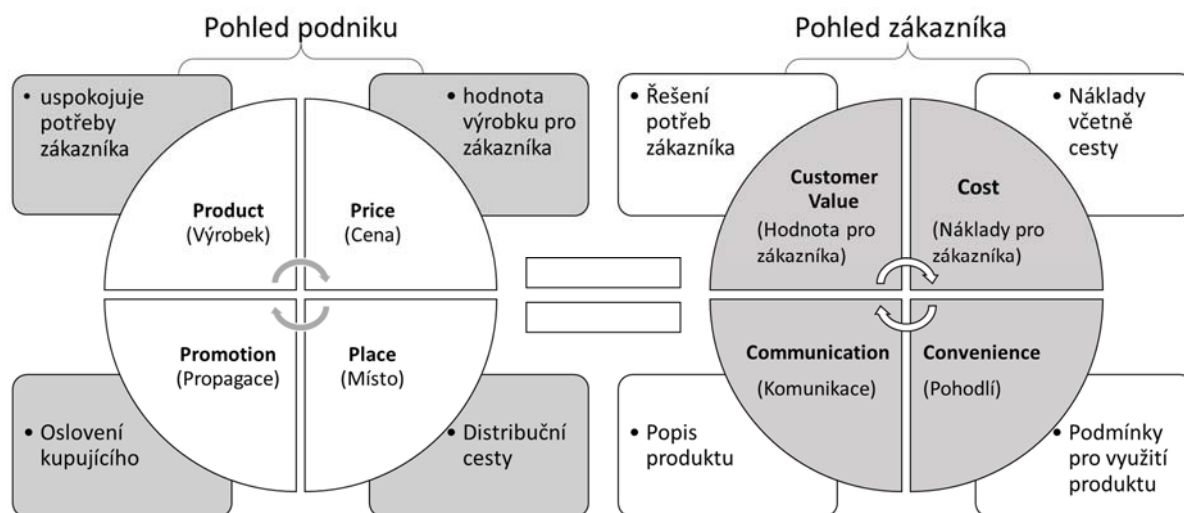 Pohled podniku
• uspokojuje
potřeby
zákazníka
• hodnota
výrobku pro
zákazníka
Product
(Výrobek)
Price
(Cena)
Promotion
(Propagace)
Place
(Místo)
• Oslovení
kupujícího
• Distribuční
cesty
Pohled zákazníka
• Řešení
potřeb
zákazníka
• Náklady
včetně
cesty
Customer
Value
(Hodnota pro
zákazníka)
Cost
(Náklady pro
zákazníka)
Communication
(Komunikace)
Convenience
(Pohodlí)
• Popis
produktu
• Podmínky
pro využití
produktu